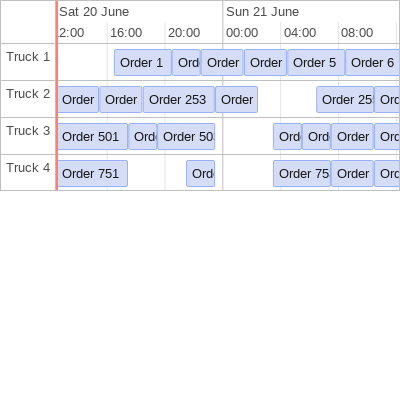 Sat 20 June Sun 21 June
2:00 16:00 20:00 00:00 04:00 08:00
Truck 1 Order 1 Ord Order Order Order 5 Order 6
Truck 2 Order Order Order 253 Order Order 25 Ord
Truck 3 Order 501 Ord Order 503 Ord Ord Order Ord
Truck 4 Order 751 Ord Order 75 Order Ord